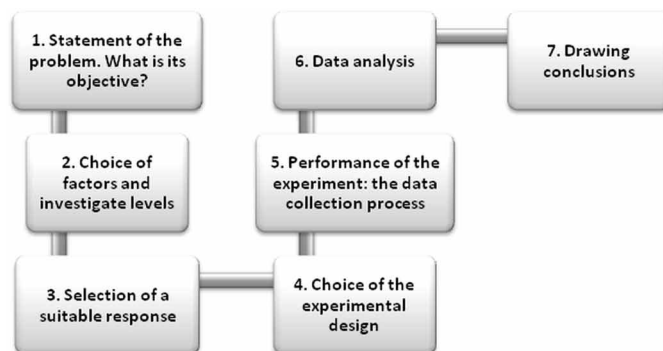 1. Statement of the
problem. What is its
objective?
2. Choice of
factors and
investigate levels
3. Selection of a
suitable response
4. Choice of the
experimental
design
5. Performance of the
experiment: the data
collection process
6. Data analysis
7. Drawing
conclusions